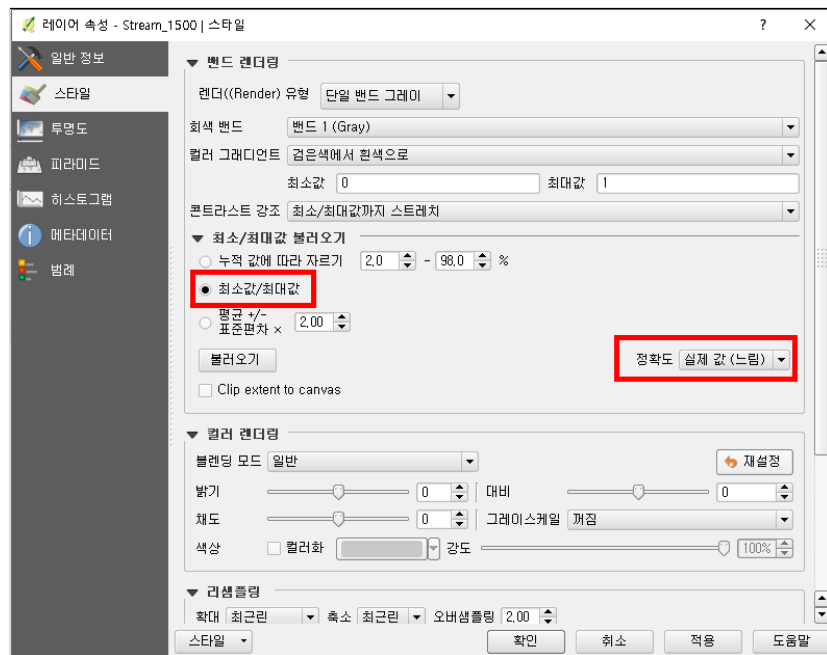 레이어 속성 - Stream_1500 | 스타일
? ×
일반 정보
스타일
투명도
피라미드
히스토그램
메타데이터
범례
밴드 렌더링
렌더((Render) 유형 단일 밴드 그레이
회색 밴드 밴드 1 (Gray)
컬러 그래디언트 검은색에서 흰색으로
최소값 0 최대값 1
콘트라스트 강조 최소/최대값까지 스트레치
최소/최대값 불러오기
누적 값에 따라 자르기 2,0 - 98,0 %
최소값/최대값
평균 +/-
표준편차 × 2,00
불러오기 정확도 실제 값 (느림)
Clip extent to canvas
컬러 렌더링
블렌딩 모드 일반 재설정
밝기 0 대비 0
채도 0 그레이스케일 꺼짐
색상 컬러화 강도 100%
리샘플링
확대 최근린 축소 최근린 오버샘플링 2,00
스타일 확인 취소 적용 도움말